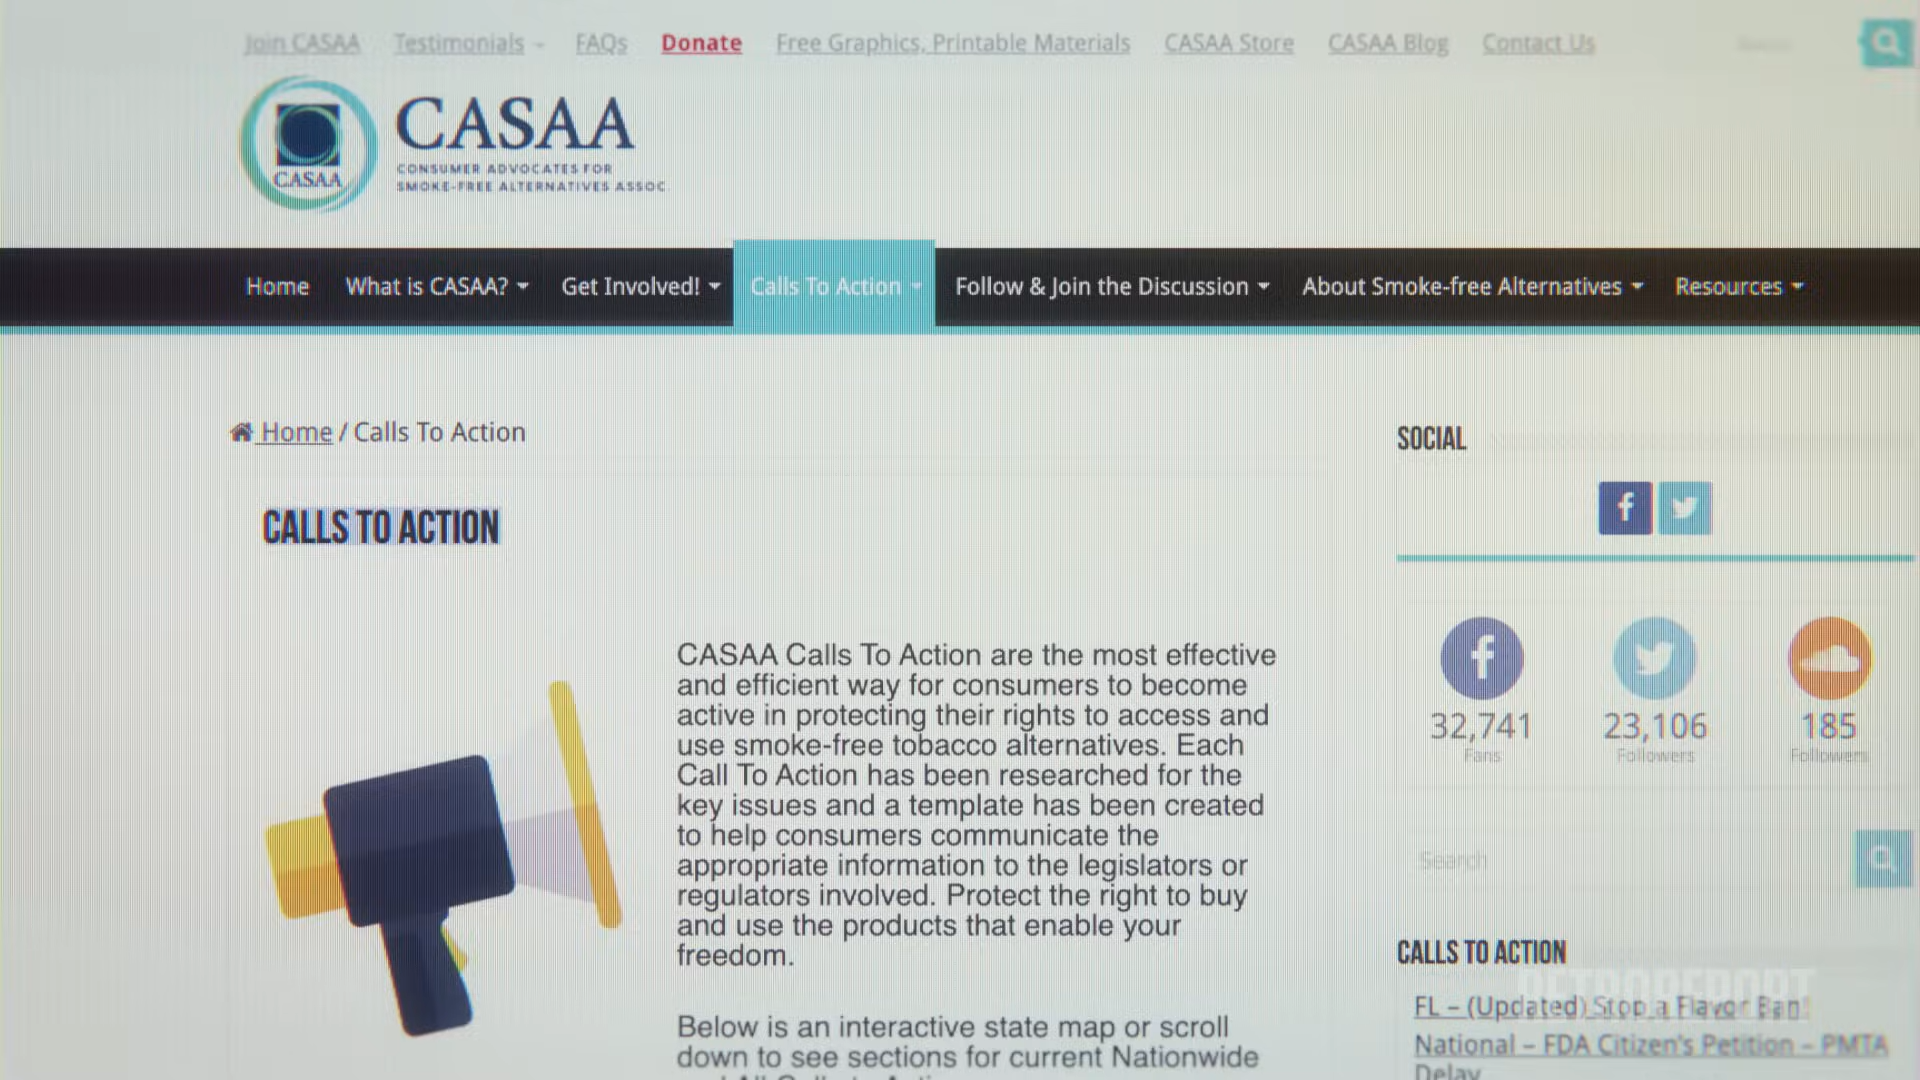 Join CASAA Testimonials FAQs Donate Free Graphics, Printable Materials CASAA Store CASAA Blog Contact Us
CASAA
CASAA
CONSUMER ADVOCATES FOR
SMOKE-FREE ALTERNATIVES ASSOC.
Home What is CASAA? Get Involved! Calls To Action Follow & Join the Discussion About Smoke-free Alternatives Resources
Home / Calls To Action
CALLS TO ACTION
CASAA Calls To Action are the most effective
and efficient way for consumers to become
active in protecting their rights to access and
use smoke-free tobacco alternatives. Each
Call To Action has been researched for the
key issues and a template has been created
to help consumers communicate the
appropriate information to the legislators or
regulators involved. Protect the right to buy
and use the products that enable your
freedom.
Below is an interactive state map or scroll
down to see sections for current Nationwide
SOCIAL
32,741 23,106 185
Fans Followers Followers
Search
CALLS TO ACTION
RETRO REPORT
FL – (Updated) Stop a Flavor Ban!
National – FDA Citizen's Petition – PMTA
Delay